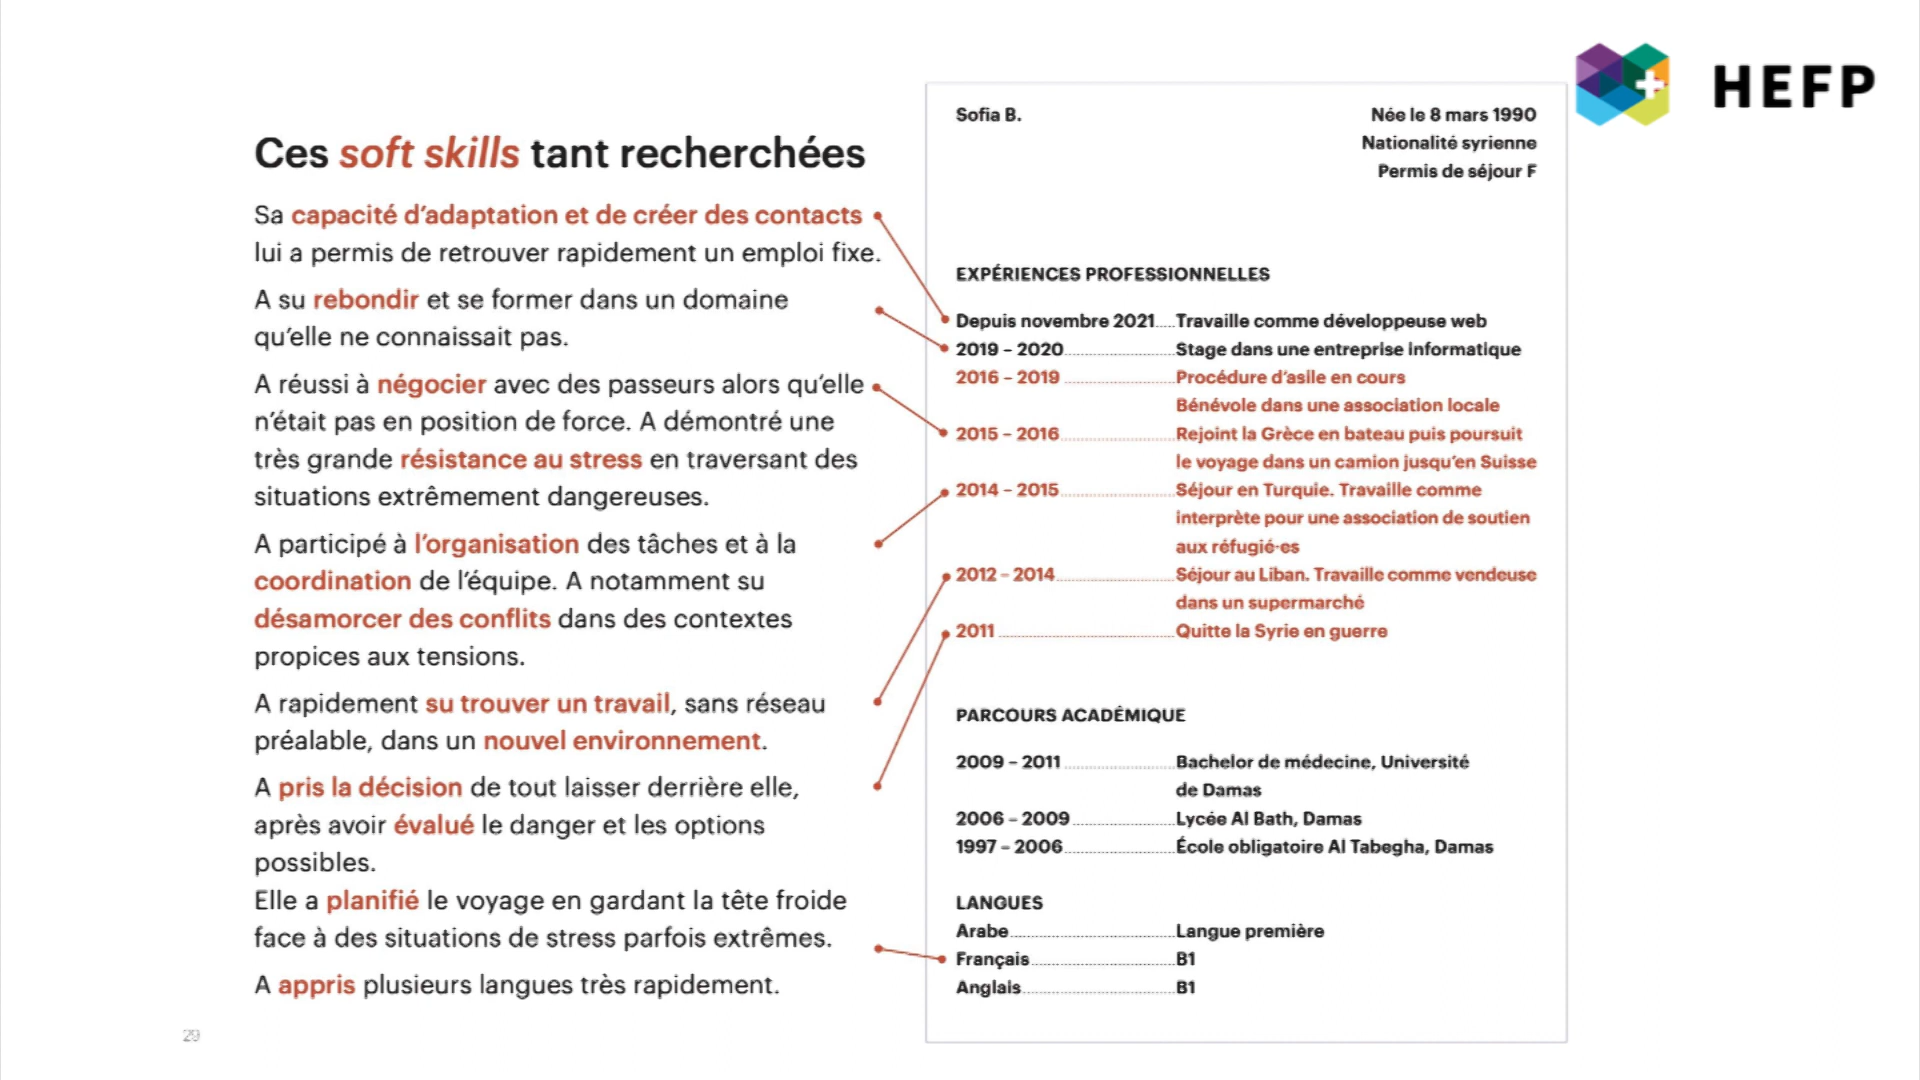 HEFP
Ces soft skills tant recherchées
Sa capacité d’adaptation et de créer des contacts
lui a permis de retrouver rapidement un emploi fixe.
A su rebondir et se former dans un domaine
qu’elle ne connaissait pas.
A réussi à négocier avec des passeurs alors qu’elle
n’était pas en position de force. A démontré une
très grande résistance au stress en traversant des
situations extrêmement dangereuses.
A participé à l’organisation des tâches et à la
coordination de l’équipe. A notamment su
désamorcer des conflits dans des contextes
propices aux tensions.
A rapidement su trouver un travail, sans réseau
préalable, dans un nouvel environnement.
A pris la décision de tout laisser derrière elle,
après avoir évalué le danger et les options
possibles.
Elle a planifié le voyage en gardant la tête froide
face à des situations de stress parfois extrêmes.
A appris plusieurs langues très rapidement.
29
Sofia B.
Née le 8 mars 1990
Nationalité syrienne
Permis de séjour F
EXPÉRIENCES PROFESSIONNELLES
Depuis novembre 2021....Travaille comme développeuse web
2019 – 2020..........Stage dans une entreprise informatique
2016 – 2019 ..........Procédure d’asile en cours
Bénévole dans une association locale
2015 – 2016..........Rejoint la Grèce en bateau puis poursuit
le voyage dans un camion jusqu’en Suisse
2014 – 2015..........Séjour en Turquie. Travaille comme
interprète pour une association de soutien
aux réfugié·es
2012 – 2014..........Séjour au Liban. Travaille comme vendeuse
dans un supermarché
2011 ..........Quitte la Syrie en guerre
PARCOURS ACADÉMIQUE
2009 – 2011 ..........Bachelor de médecine, Université
de Damas
2006 – 2009 ..........Lycée Al Bath, Damas
1997 – 2006..........École obligatoire Al Tabegha, Damas
LANGUES
Arabe..........Langue première
Français..........B1
Anglais..........B1